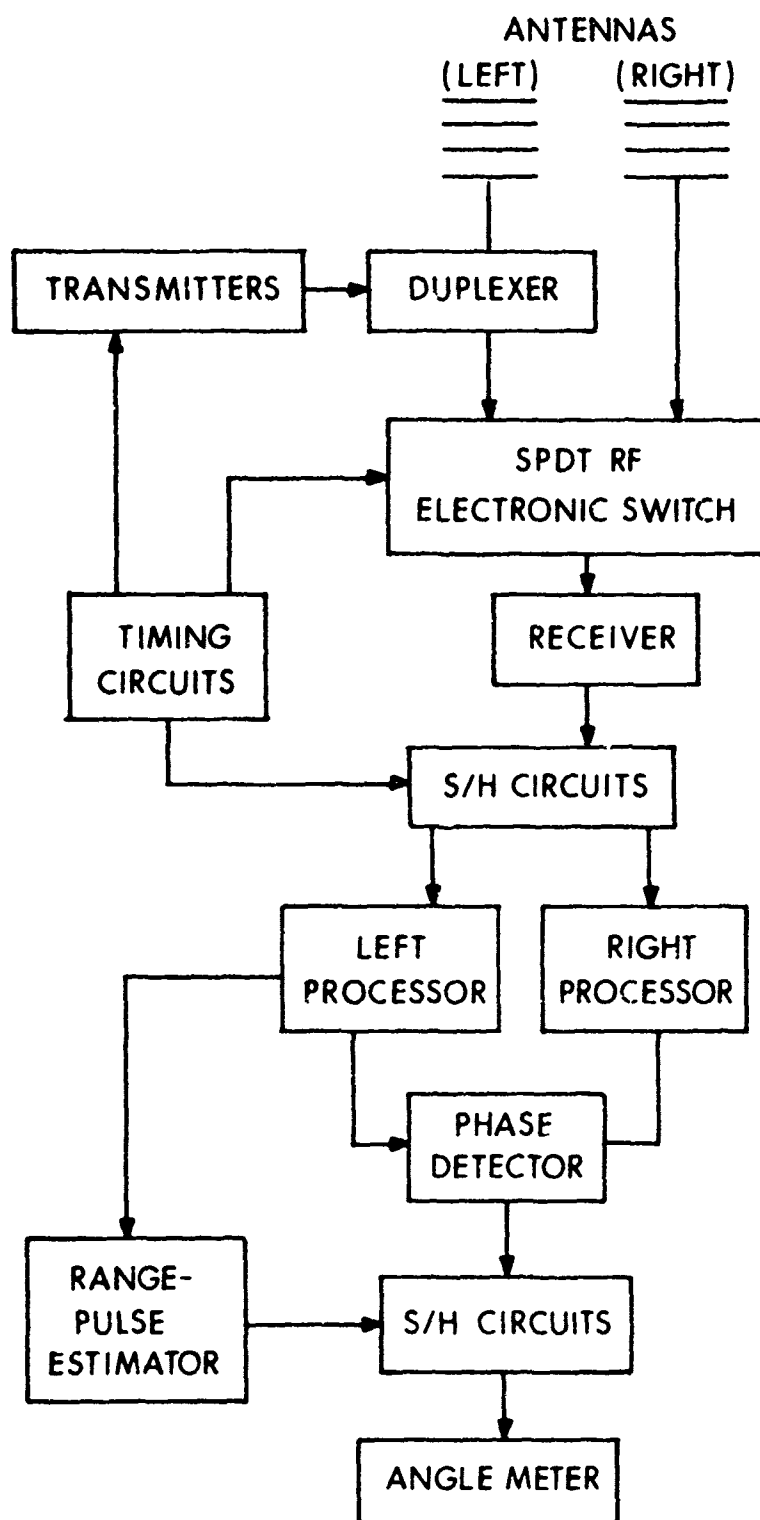 ANTENNAS
(LEFT) (RIGHT)
TRANSMITTERS
DUPLEXER
SPDT RF
ELECTRONIC SWITCH
TIMING
CIRCUITS
RECEIVER
S/H CIRCUITS
LEFT
PROCESSOR
RIGHT
PROCESSOR
PHASE
DETECTOR
RANGE-
PULSE
ESTIMATOR
S/H CIRCUITS
ANGLE METER